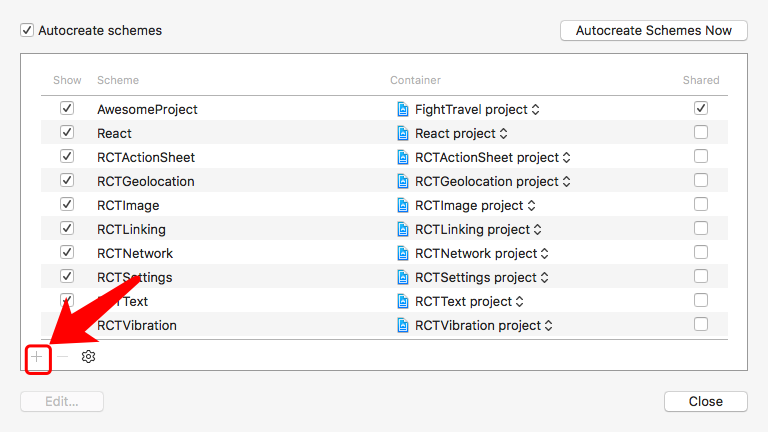 Autocreate schemes Autocreate Schemes Now
Show Scheme Container Shared
AwesomeProject FightTravel project
React React project
RCTActionSheet RCTActionSheet project
RCTGeolocation RCTGeolocation project
RCTImage RCTImage project
RCTLinking RCTLinking project
RCTNetwork RCTNetwork project
RCTSettings RCTSettings project
RCTText RCTText project
RCTVibration RCTVibration project
Edit... Close